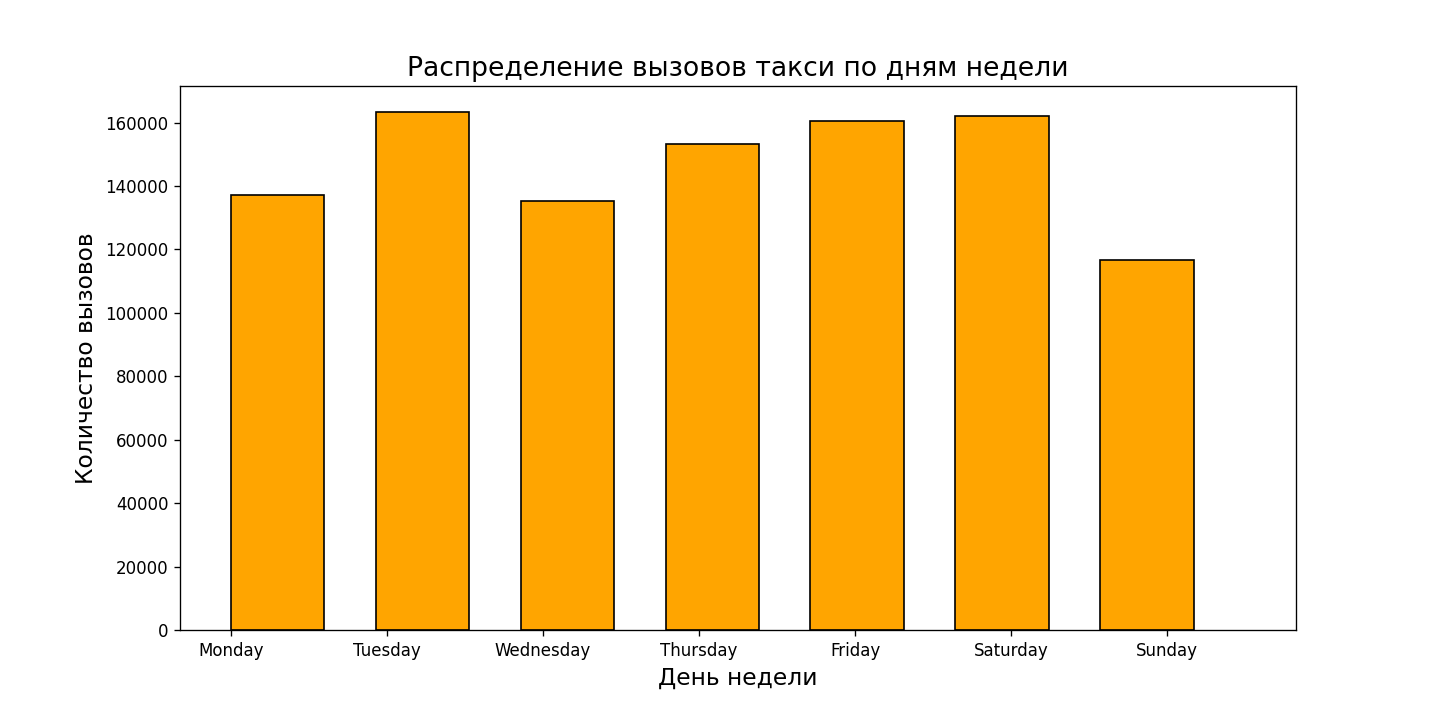 Распределение вызовов такси по дням недели
Количество вызовов
160000
140000
120000
100000
80000
60000
40000
20000
0
Monday Tuesday Wednesday Thursday Friday Saturday Sunday
День недели